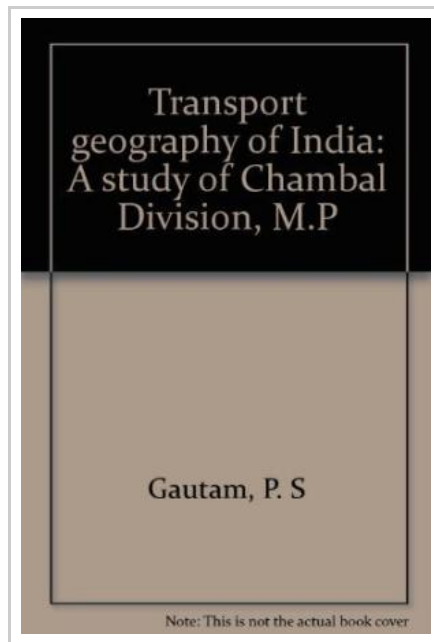 Transport
geography of India:
A study of Chambal
Division, M.P
Gautam, P. S
Note: This is not the actual book cover